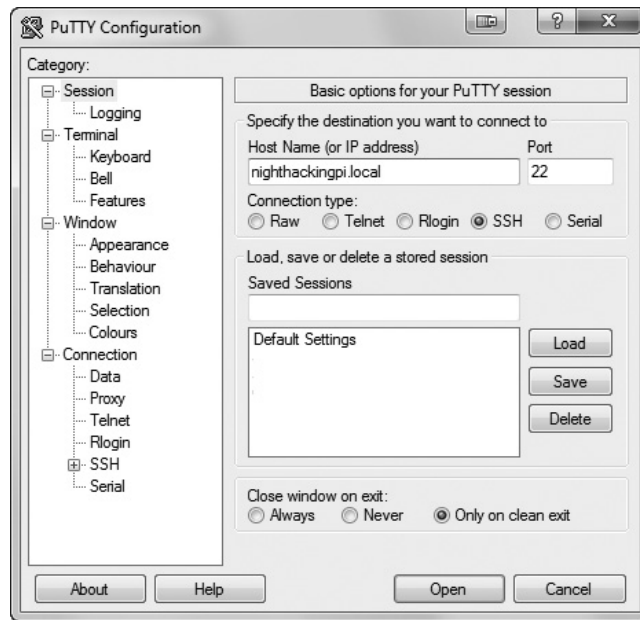 PuTTY Configuration
?
X
Category:
Session
Logging
Terminal
Keyboard
Bell
Features
Window
Appearance
Behaviour
Translation
Selection
Colours
Connection
Data
Proxy
Telnet
Rlogin
SSH
Serial
Basic options for your PuTTY session
Specify the destination you want to connect to
Host Name (or IP address) Port
nighthackingpi.local 22
Connection type:
Raw Telnet Rlogin SSH Serial
Load, save or delete a stored session
Saved Sessions
Default Settings
Load
Save
Delete
Close window on exit:
Always Never Only on clean exit
About Help Open Cancel